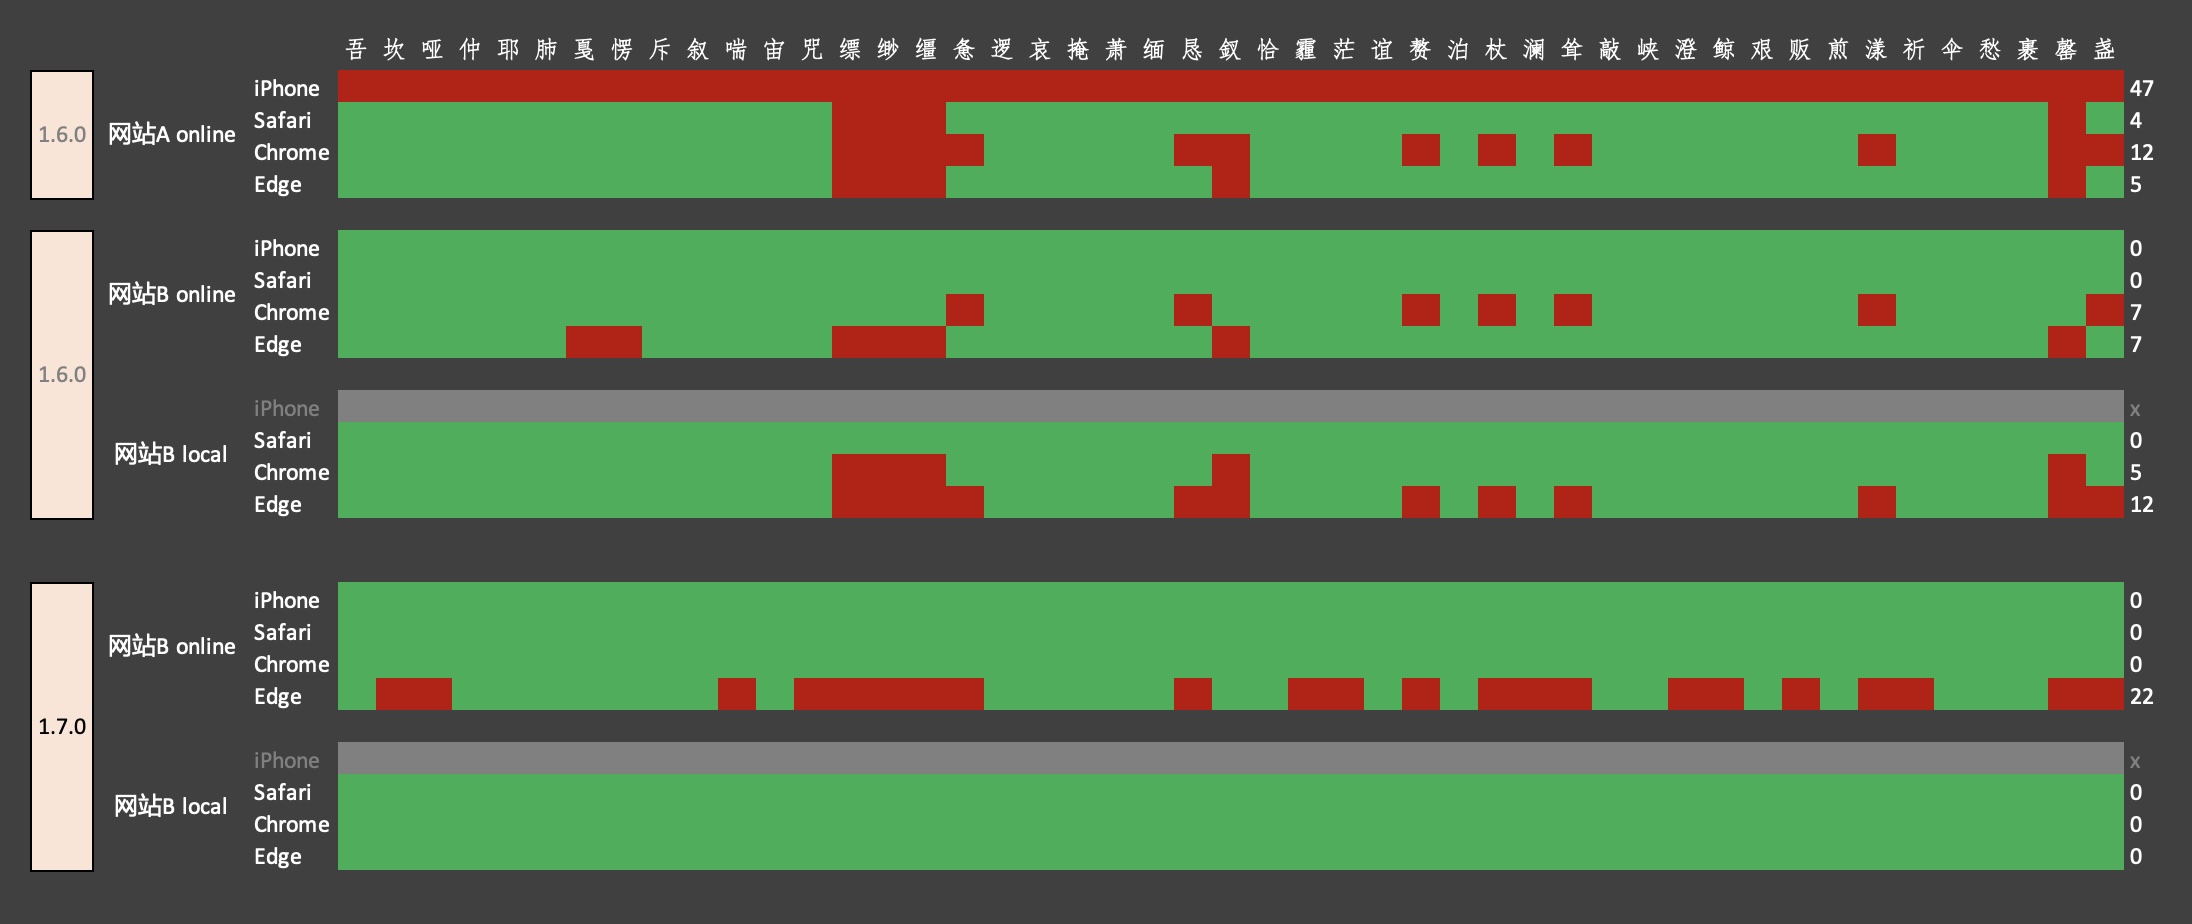 吾 坎 哑 仲 耶 肺 戛 愣 斥 叙 喘 宙 咒 缥 缈 缰 惫 逻 哀 掩 萧 缅 恳 钗 恰 霾 茫 谊 赘 泊 杖 澜 耸 敲 峡 澄 鲸 艰 贩 煎 漾 祈 伞 愁 裹 罄 盏
1.6.0
网站A online
iPhone 47
Safari 4
Chrome 12
Edge 5
1.6.0
网站B online
iPhone 0
Safari 0
Chrome 7
Edge 7
网站B local
iPhone x
Safari 0
Chrome 5
Edge 12
1.7.0
网站B online
iPhone 0
Safari 0
Chrome 0
Edge 22
网站B local
iPhone x
Safari 0
Chrome 0
Edge 0